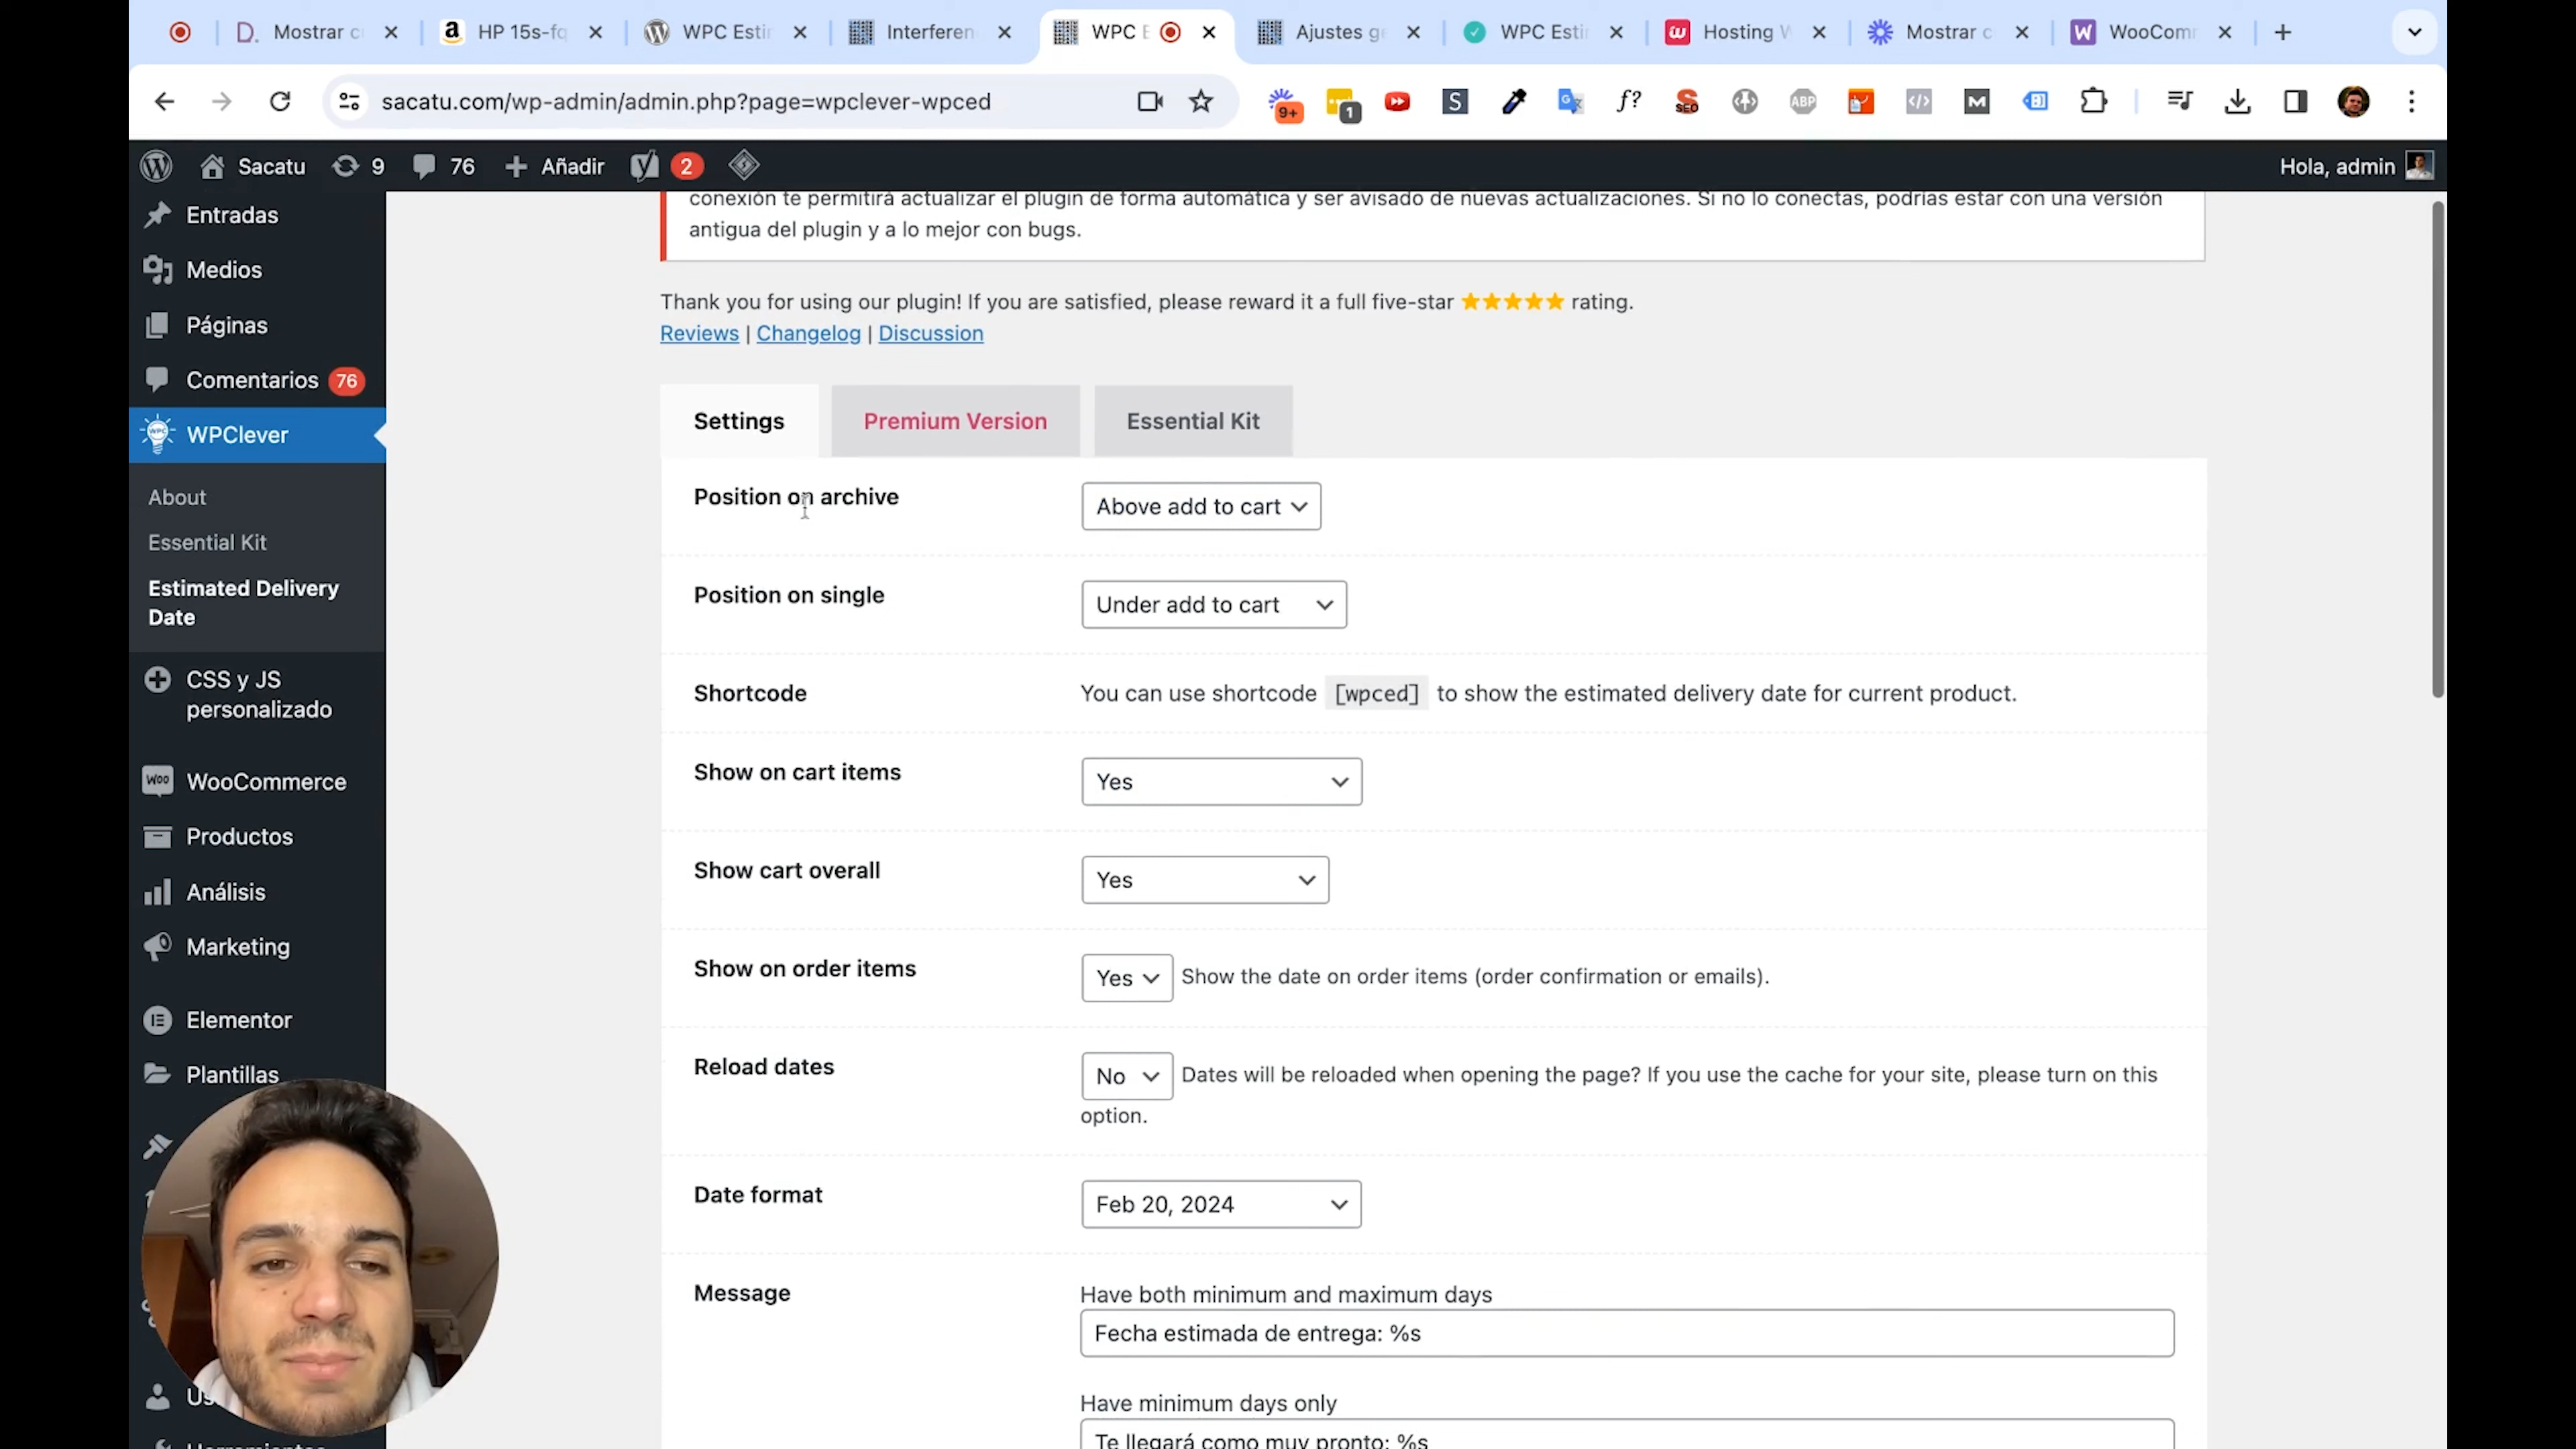 Mostrar c
HP 15s-fq
WPC Estir
Interferen
WPC E
Ajustes ge
WPC Estir
Hosting W
Mostrar c
WooComm
sacatu.com/wp-admin/admin.php?page=wpclever-wpced
9+
1
S
f?
SEO
ABP
Sacatu
9
76
Añadir
2
Hola, admin
Entradas
Medios
Páginas
Comentarios 76
WPClever
About
Essential Kit
Estimated Delivery
Date
CSS y JS
personalizado
WooCommerce
Productos
Análisis
Marketing
Elementor
Plantillas
conexión te permitirá actualizar el plugin de forma automática y ser avisado de nuevas actualizaciones. Si no lo conectas, podrías estar con una versión
antigua del plugin y a lo mejor con bugs.
Thank you for using our plugin! If you are satisfied, please reward it a full five-star ★★★★★ rating.
Reviews | Changelog | Discussion
Settings
Premium Version
Essential Kit
Position on archive
Above add to cart
Position on single
Under add to cart
Shortcode
You can use shortcode [wpced] to show the estimated delivery date for current product.
Show on cart items
Yes
Show cart overall
Yes
Show on order items
Yes
Show the date on order items (order confirmation or emails).
Reload dates
No
Dates will be reloaded when opening the page? If you use the cache for your site, please turn on this
option.
Date format
Feb 20, 2024
Message
Have both minimum and maximum days
Fecha estimada de entrega: %s
Have minimum days only
Te llegará como muy pronto: %s